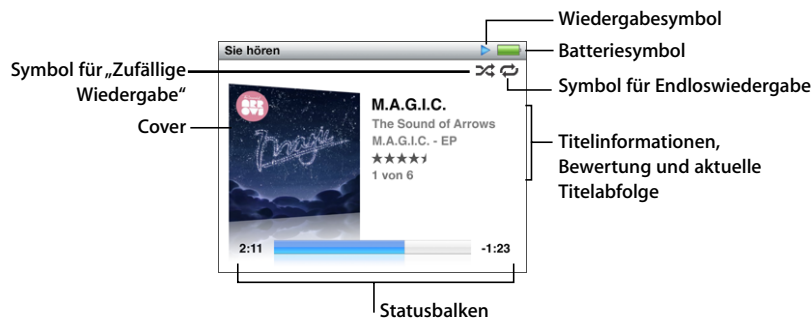 Wiedergabesymbol
Sie hören
Batteriesymbol
Symbol für „Zufällige
Wiedergabe“
Symbol für Endloswiedergabe
Cover
Magic
M.A.G.I.C.
The Sound of Arrows
M.A.G.I.C. - EP
1 von 6
Titelinformationen,
Bewertung und aktuelle
Titelabfolge
2:11
-1:23
Statusbalken